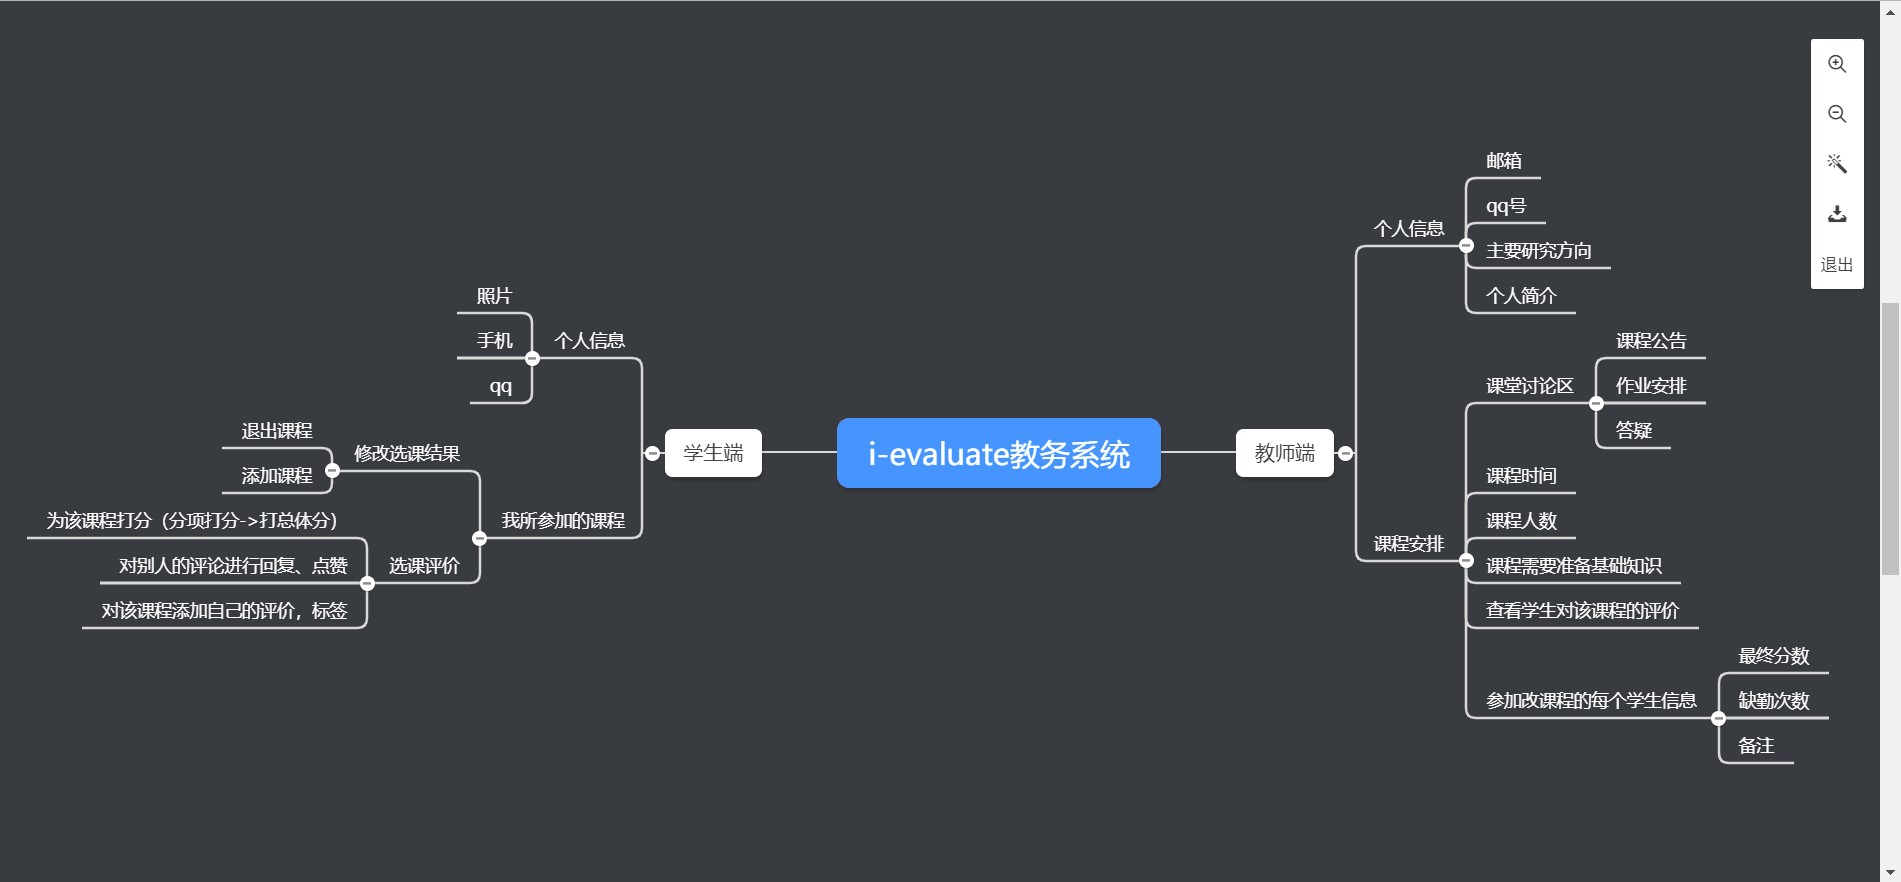 i-evaluate教务系统
学生端
个人信息
照片
手机
qq
我所参加的课程
修改选课结果
退出课程
添加课程
选课评价
为该课程打分（分项打分->打总体分）
对别人的评论进行回复、点赞
对该课程添加自己的评价，标签
教师端
个人信息
邮箱
qq号
主要研究方向
个人简介
课程安排
课堂讨论区
课程公告
作业安排
答疑
课程时间
课程人数
课程需要准备基础知识
查看学生对该课程的评价
参加改课程的每个学生信息
最终分数
缺勤次数
备注
退出